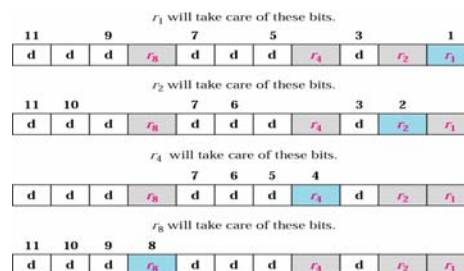 r1 will take care of these bits.
11 9 7 5 3 1
d d d r8 d d d r4 d r2 r1
r2 will take care of these bits.
11 10 7 6 3 2
d d d r8 d d d r4 d r2 r1
r4 will take care of these bits.
7 6 5 4
d d d r8 d d d r4 d r2 r1
r8 will take care of these bits.
11 10 9 8
d d d r8 d d d r4 d r2 r1